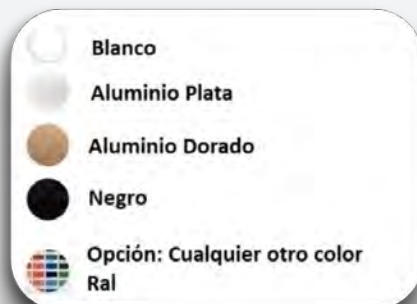 Blanco
Aluminio Plata
Aluminio Dorado
Negro
Opción: Cualquier otro color
Ral